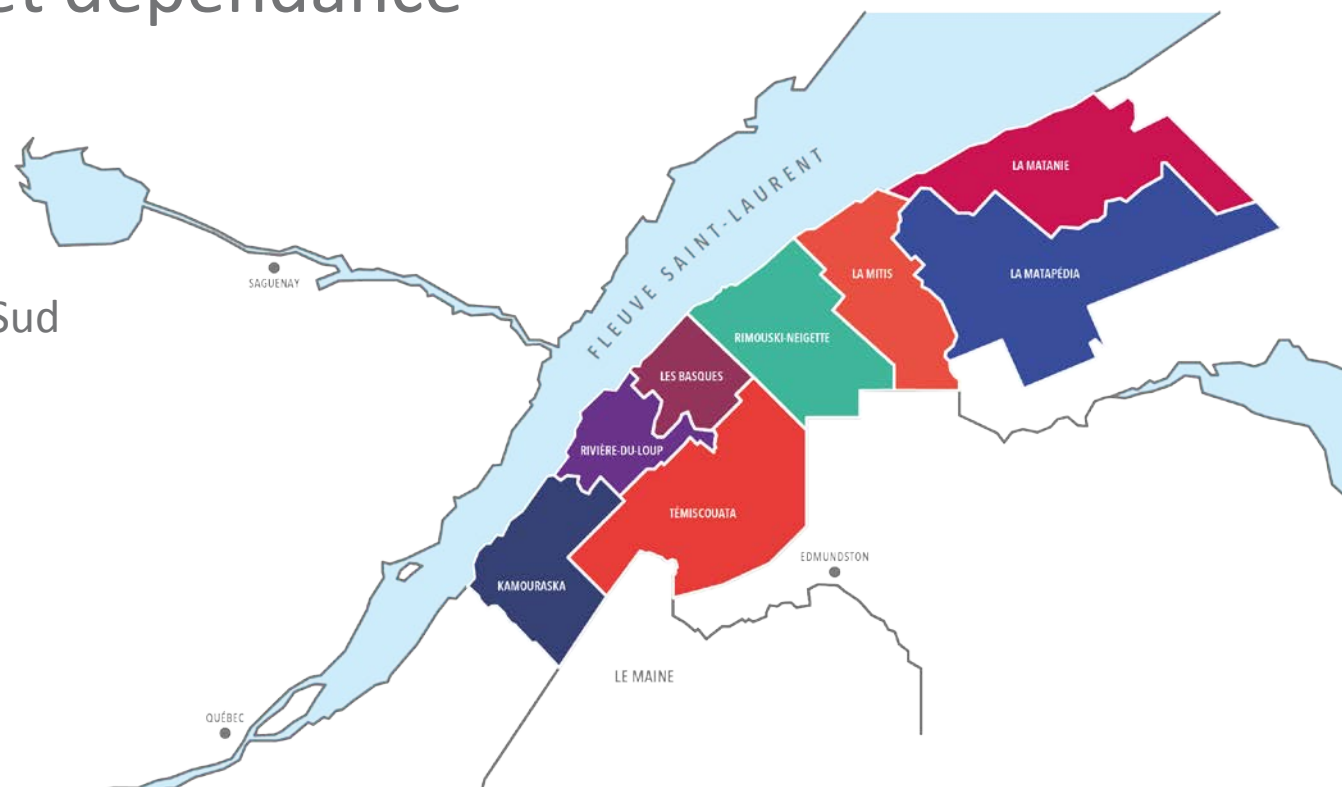 et dépendance
LA MATANIE
FLEUVE SAINT-LAURENT
LA MITIS
LA MATAPÉDIA
SAGUENAY
Sud
RIMOUSKI-NEIGETTE
LES BASQUES
RIVIÈRE-DU-LOUP
TÉMISCOUATA
EDMUNDSTON
KAMOURASKA
LE MAINE
QUÉBEC